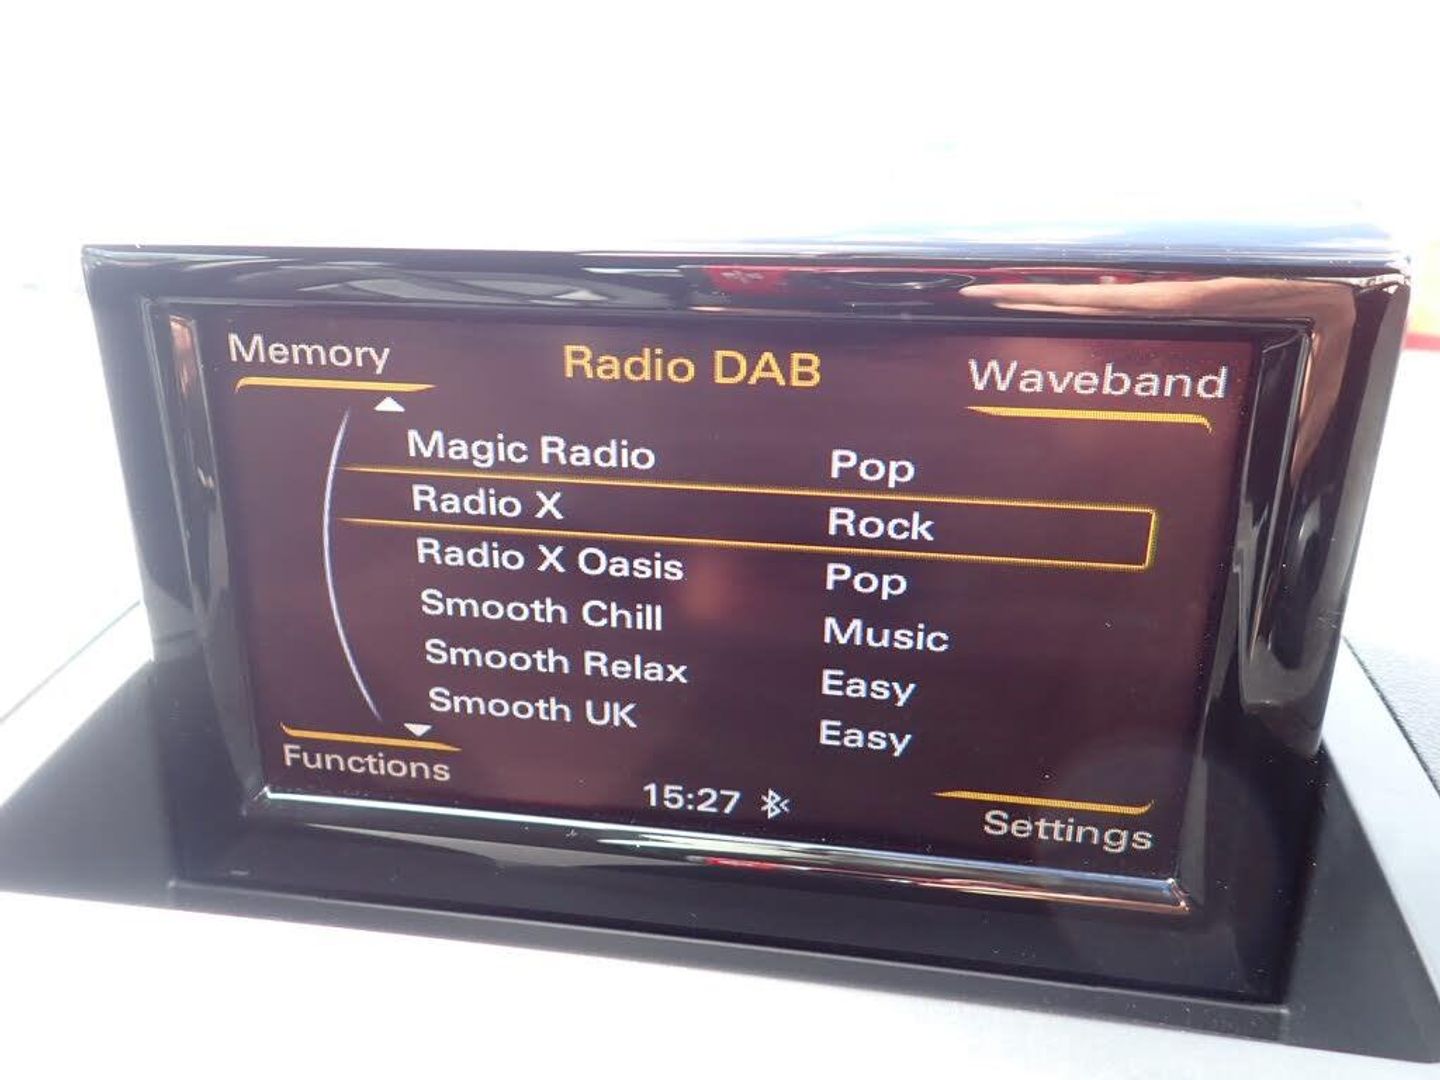 Memory Radio DAB Waveband
Magic Radio Pop
Radio X Rock
Radio X Oasis Pop
Smooth Chill Music
Smooth Relax Easy
Smooth UK Easy
Functions 15:27 Settings